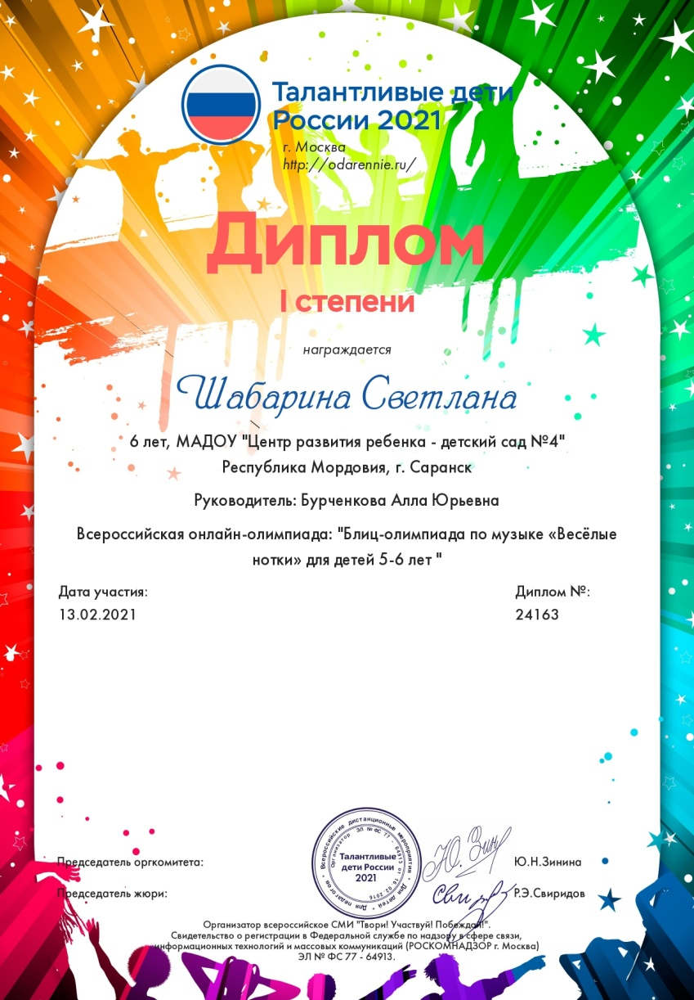 Талантливые дети
России 2021
г. Москва
http://odarennie.ru/
Диплом
I степени
награждается
Шабарина Светлана
6 лет, МАДОУ "Центр развития ребенка - детский сад №4"
Республика Мордовия, г. Саранск
Руководитель: Бурченкова Алла Юрьевна
Всероссийская онлайн-олимпиада: "Блиц-олимпиада по музыке «Весёлые
нотки» для детей 5-6 лет "
Дата участия:
13.02.2021
Диплом №:
24163
Всероссийские дистанционные мероприятия * Для детей * Для педагогов *
Организатор ЭЛ № ФС 77 - 64913 от 16.02.2016
Талантливые
дети России
2021
Председатель оргкомитета:
Ю. Зин
Ю.Н.Зинина
Председатель жюри:
Р.Э.Свиридов
Организатор всероссийское СМИ "Твори! Участвуй! Побеждай!".
Свидетельство о регистрации в Федеральной службе по надзору в сфере связи,
информационных технологий и массовых коммуникаций (РОСКОМНАДЗОР г. Москва)
ЭЛ № ФС 77 - 64913.